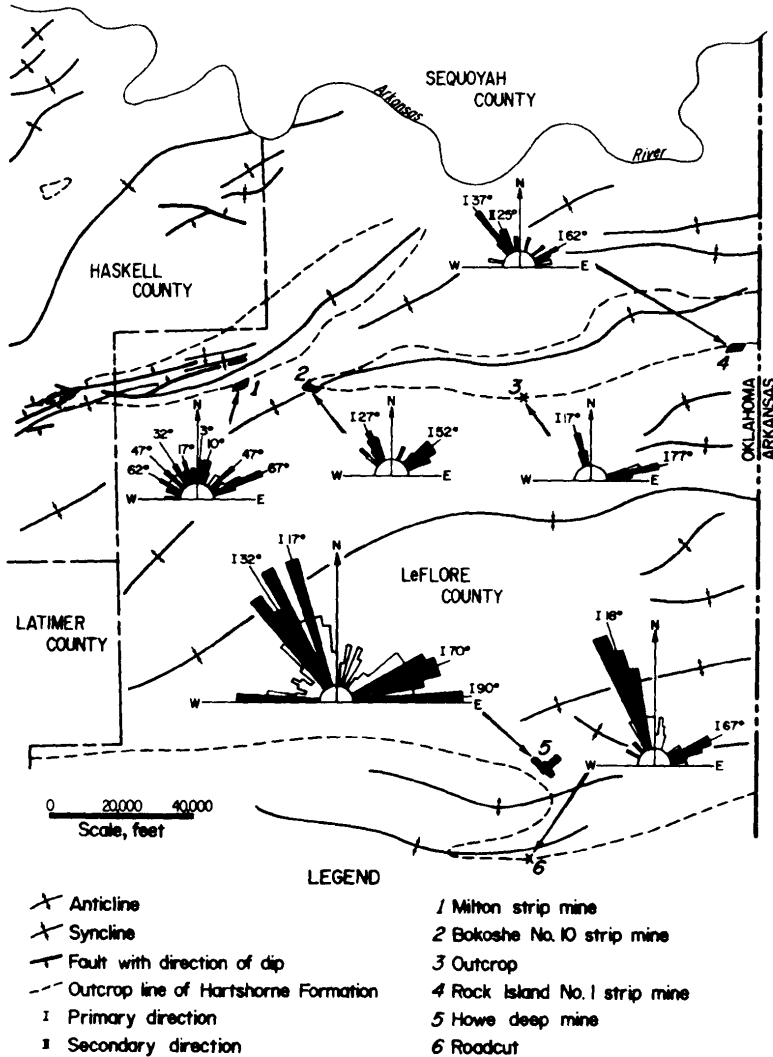 SEQUOYAH
COUNTY
Arkansas
River
N
I 37°
II 25°
I 62°
W
E
HASKELL
COUNTY
1
2
3
4
OKLAHOMA
ARKANSAS
N
32°
3°
47°
17°
10°
47°
62°
67°
W
E
N
I 27°
I 52°
W
E
N
I 17°
I 77°
W
E
LATIMER
COUNTY
LeFLORE
COUNTY
N
I 17°
I 32°
I 70°
I 90°
W
E
N
I 18°
I 67°
W
E
5
6
0 20,000 40,000
Scale, feet
LEGEND
Anticline
Syncline
Fault with direction of dip
Outcrop line of Hartshorne Formation
I Primary direction
II Secondary direction
1 Milton strip mine
2 Bokoshe No. 10 strip mine
3 Outcrop
4 Rock Island No. 1 strip mine
5 Howe deep mine
6 Roadcut